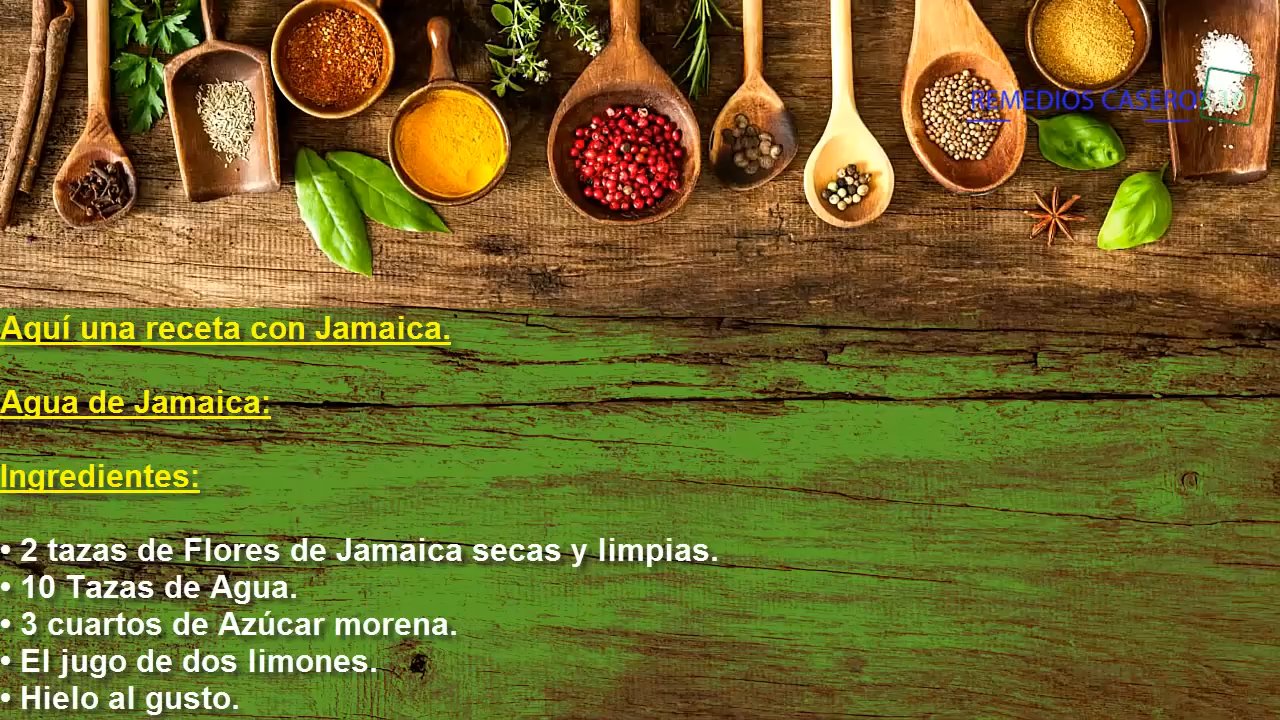 REMEDIOS CASEROS 10
Aquí una receta con Jamaica.
Agua de Jamaica:
Ingredientes:
• 2 tazas de Flores de Jamaica secas y limpias.
• 10 Tazas de Agua.
• 3 cuartos de Azúcar morena.
• El jugo de dos limones.
• Hielo al gusto.